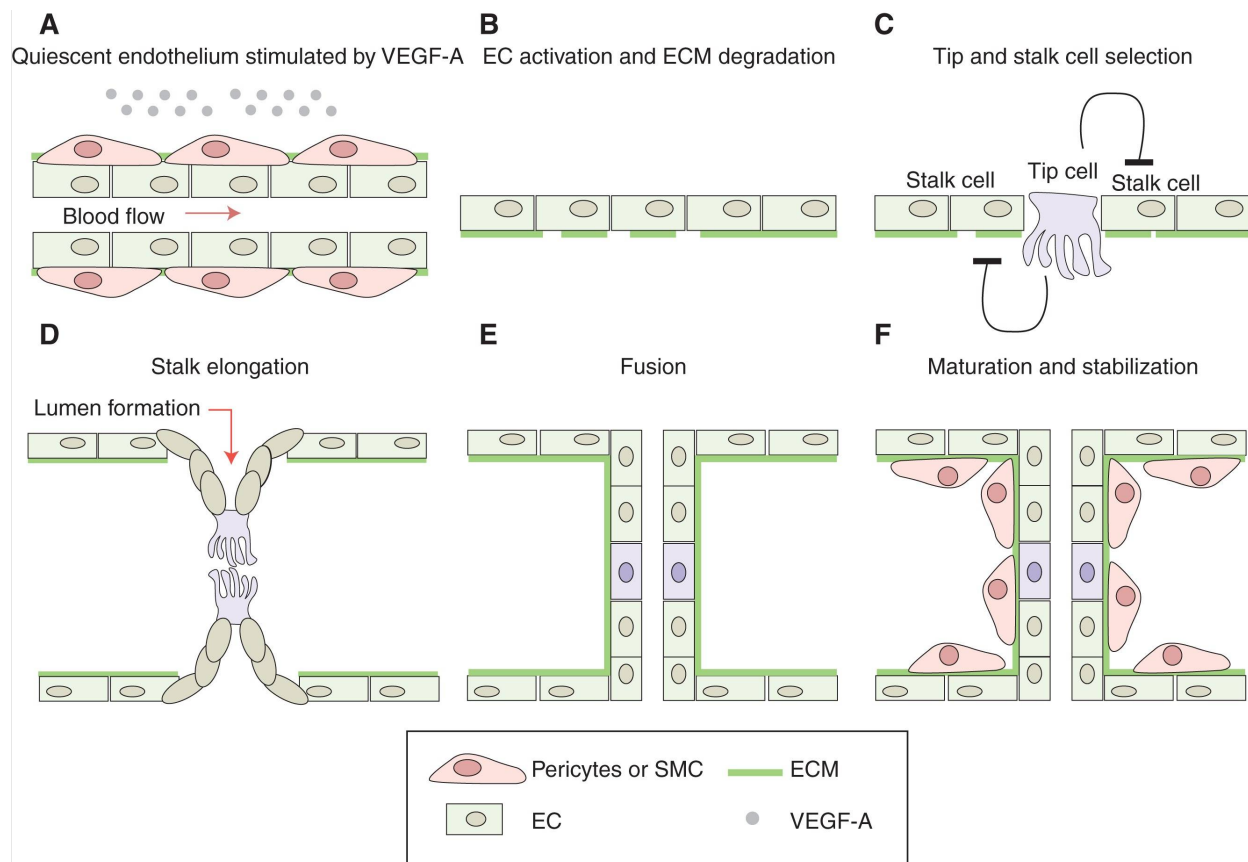 A
Quiescent endothelium stimulated by VEGF-A
Blood flow
B
EC activation and ECM degradation
C
Tip and stalk cell selection
Stalk cell
Tip cell
Stalk cell
D
Stalk elongation
Lumen formation
E
Fusion
F
Maturation and stabilization
Pericytes or SMC
ECM
EC
VEGF-A